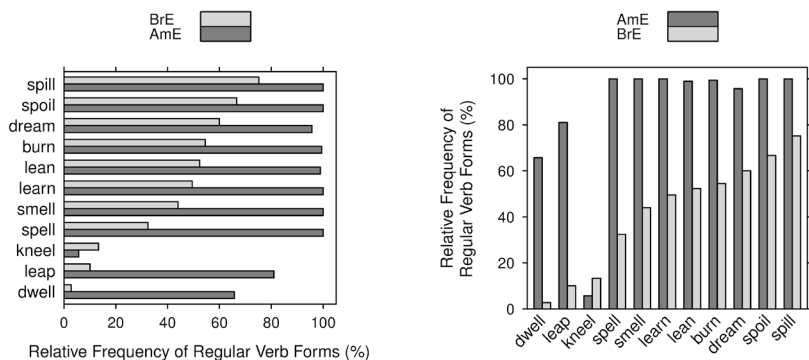 BrE
AmE
spill
spoil
dream
burn
lean
learn
smell
spell
kneel
leap
dwell
0 20 40 60 80 100
Relative Frequency of Regular Verb Forms (%)
AmE
BrE
Relative Frequency of
Regular Verb Forms (%)
100
80
60
40
20
0
dwell leap kneel spell smell learn lean burn dream spoil spill